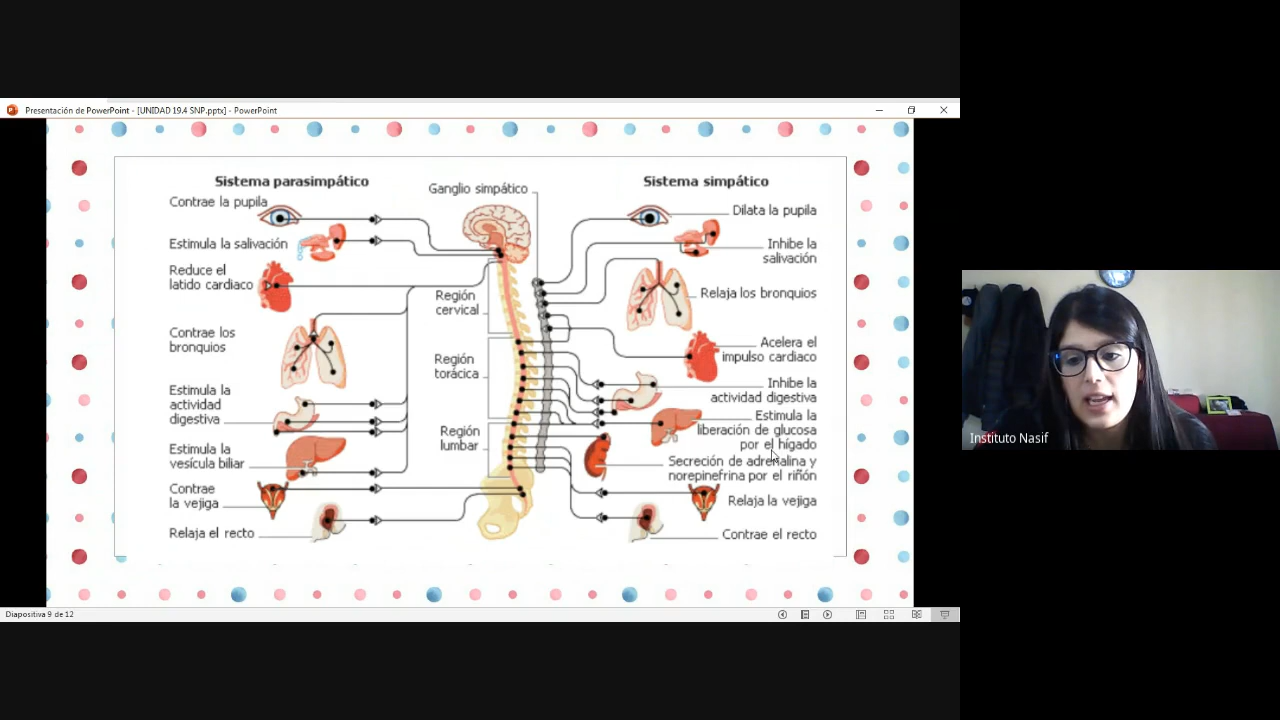 Presentación de PowerPoint - [UNIDAD 19.4 SNP.pptx] - PowerPoint
Sistema parasimpático
Contrae la pupila
Estimula la salivación
Reduce el
latido cardiaco
Contrae los
bronquios
Estimula la
actividad
digestiva
Estimula la
vesícula biliar
Contrae
la vejiga
Relaja el recto
Ganglio simpático
Región
cervical
Región
torácica
Región
lumbar
Sistema simpático
Dilata la pupila
Inhibe la
salivación
Relaja los bronquios
Acelera el
impulso cardiaco
Inhibe la
actividad digestiva
Estimula la
liberación de glucosa
por el hígado
Secreción de adrenalina y
norepinefrina por el riñón
Relaja la vejiga
Contrae el recto
Diapositiva 9 de 12
Instituto Nasif